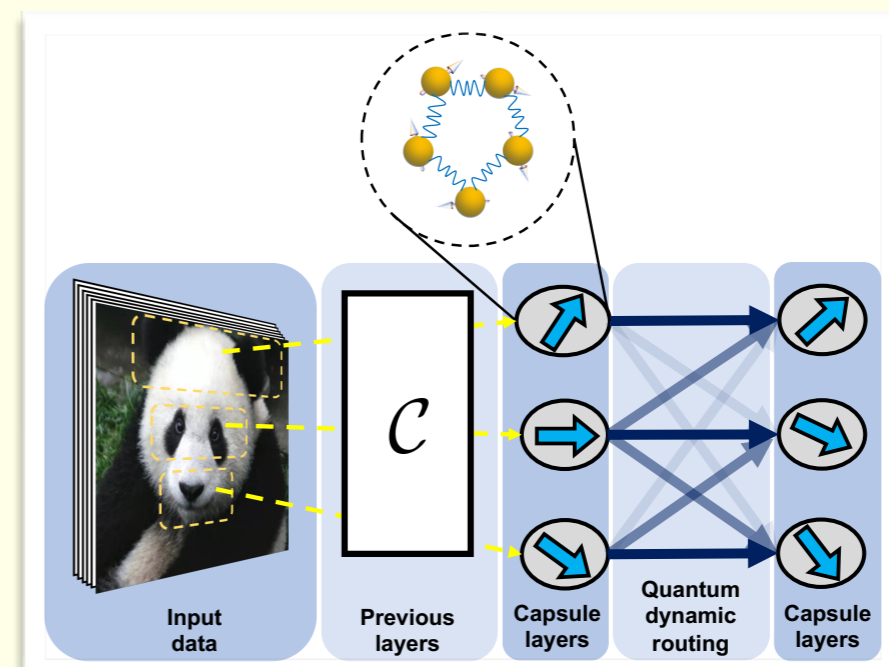 C
Input
data
Previous
layers
Capsule
layers
Quantum
dynamic
routing
Capsule
layers